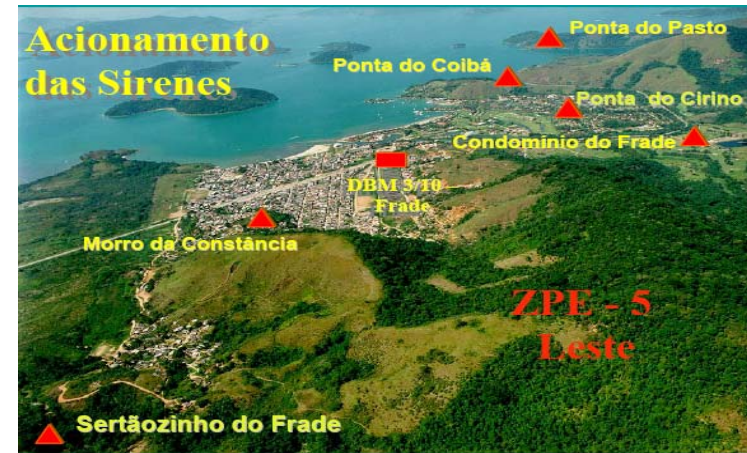 Acionamento
das Sirenes
Ponta do Pasto
Ponta do Coibá
Ponta do Cirino
Condominio do Frade
DBM 3/10
Frade
Morro da Constância
ZPE - 5
Leste
Sertãozinho do Frade